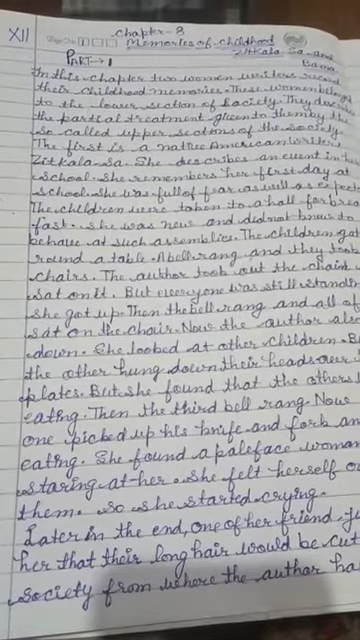 XII
Chapter-8
Memories of Childhood
Zitkala-Sa and
Bama
Part → 1
In this chapter two women writers recored
their childhood memories. These women belong
to the lower section of society. They discuss
the partial treatment given to them by the
so called upper sections of the society.
The first is a native American writer
Zitkala-Sa. She describes an event in her
school. She remembers her first day at
school. She was full of fear as well as expect
The children were taken to a hall for brea
fast. She was new and did not know to
behave at such assemblies. The children got
round a table. A bell rang and they took
chairs. The author took out the chair
sat on it. But everyone was still standin
she got up. Then the bell rang and all of
sat on the chair. Now the author also
down. She looked at other children. B
the other hung down their heads over
plates. But she found that the others
eating. Then the third bell rang. Now
one picked up his knife and fork an
eating. She found a paleface woman
staring at her. She felt herself
them. so she started crying.
Later in the end, one of her friend
her that their long hair would be cut
society from where the author ha